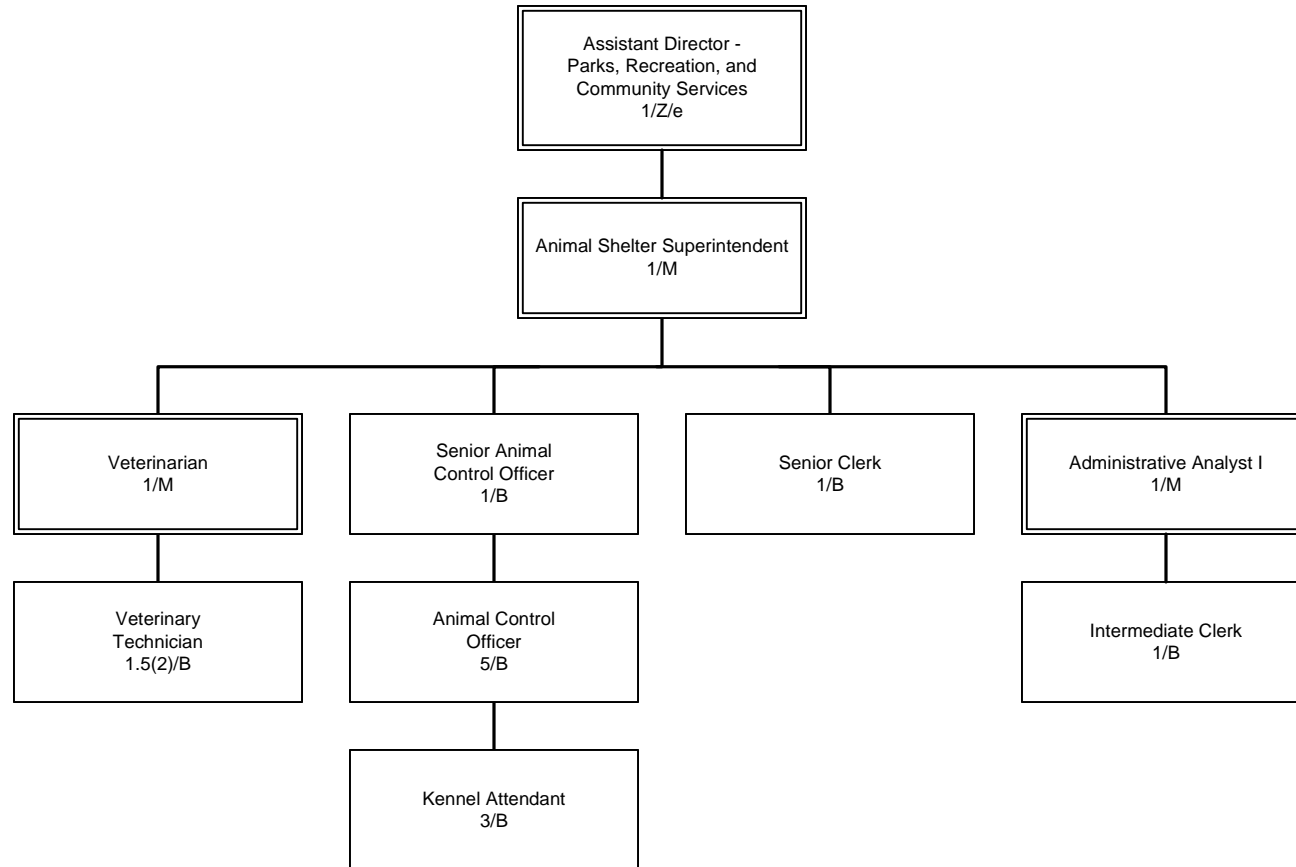 Assistant Director -
Parks, Recreation, and
Community Services
1/Z/e
Animal Shelter Superintendent
1/M
Veterinarian
1/M
Senior Animal
Control Officer
1/B
Senior Clerk
1/B
Administrative Analyst I
1/M
Veterinary
Technician
1.5(2)/B
Animal Control
Officer
5/B
Intermediate Clerk
1/B
Kennel Attendant
3/B